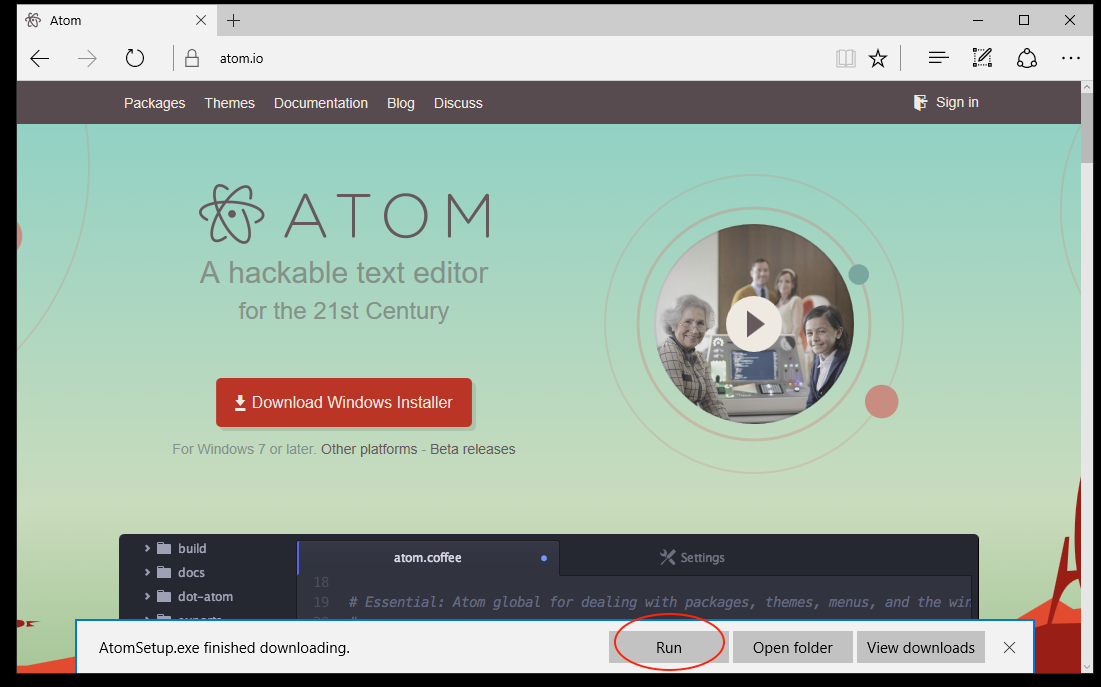 Atom
atom.io
Packages Themes Documentation Blog Discuss Sign in
ATOM
A hackable text editor
for the 21st Century
Download Windows Installer
For Windows 7 or later. Other platforms - Beta releases
build
docs
dot-atom
exports
atom.coffee Settings
18
19 # Essential: Atom global for dealing with packages, themes, menus, and the win
AtomSetup.exe finished downloading. Run Open folder View downloads